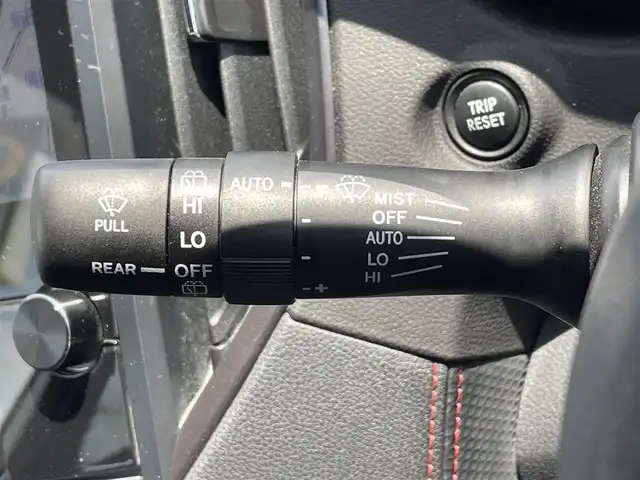 TRIP
RESET
PULL
REAR
HI
LO
OFF
AUTO
- +
MIST
OFF
AUTO
LO
HI